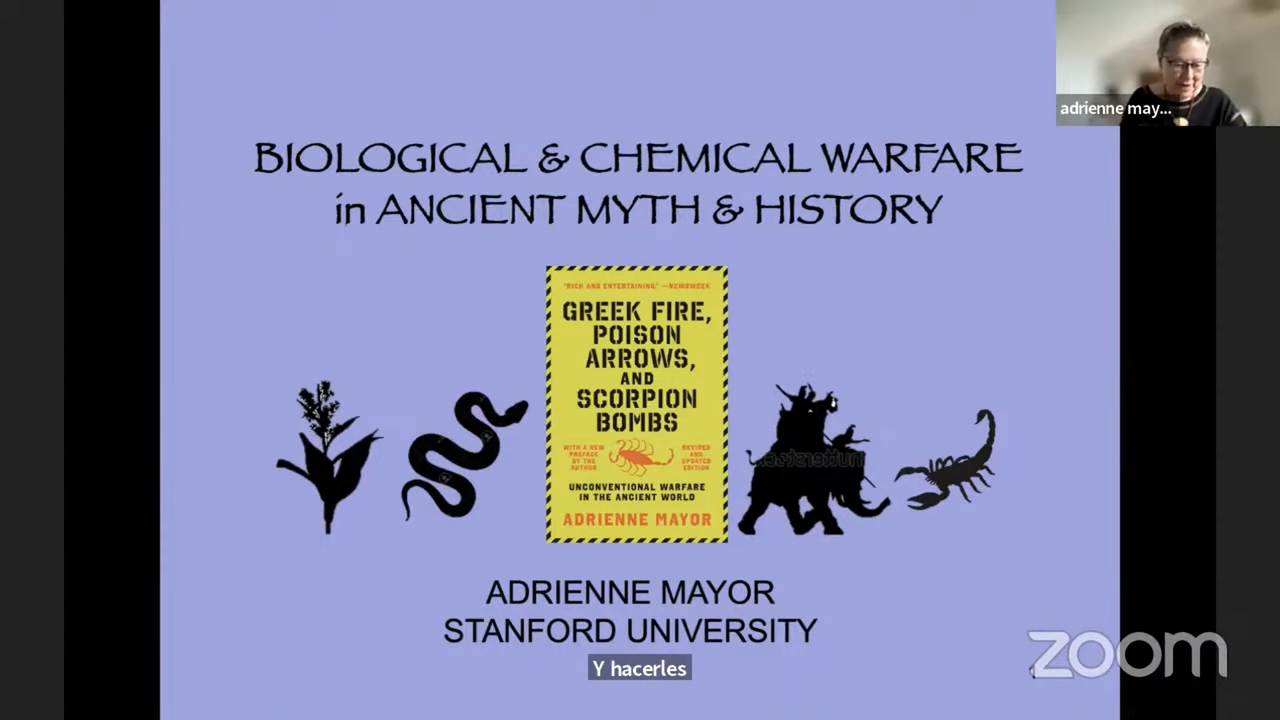 adrienne may...
BIOLOGICAL & CHEMICAL WARFARE
in ANCIENT MYTH & HISTORY
"RICH AND ENTERTAINING." —NEWSWEEK
GREEK FIRE,
POISON
ARROWS,
AND
SCORPION
BOMBS
WITH A NEW
PREFACE
BY THE
AUTHOR
REVISED
AND
UPDATED
EDITION
UNCONVENTIONAL WARFARE
IN THE ANCIENT WORLD
ADRIENNE MAYOR
ADRIENNE MAYOR
STANFORD UNIVERSITY
Y hacerles
zoom